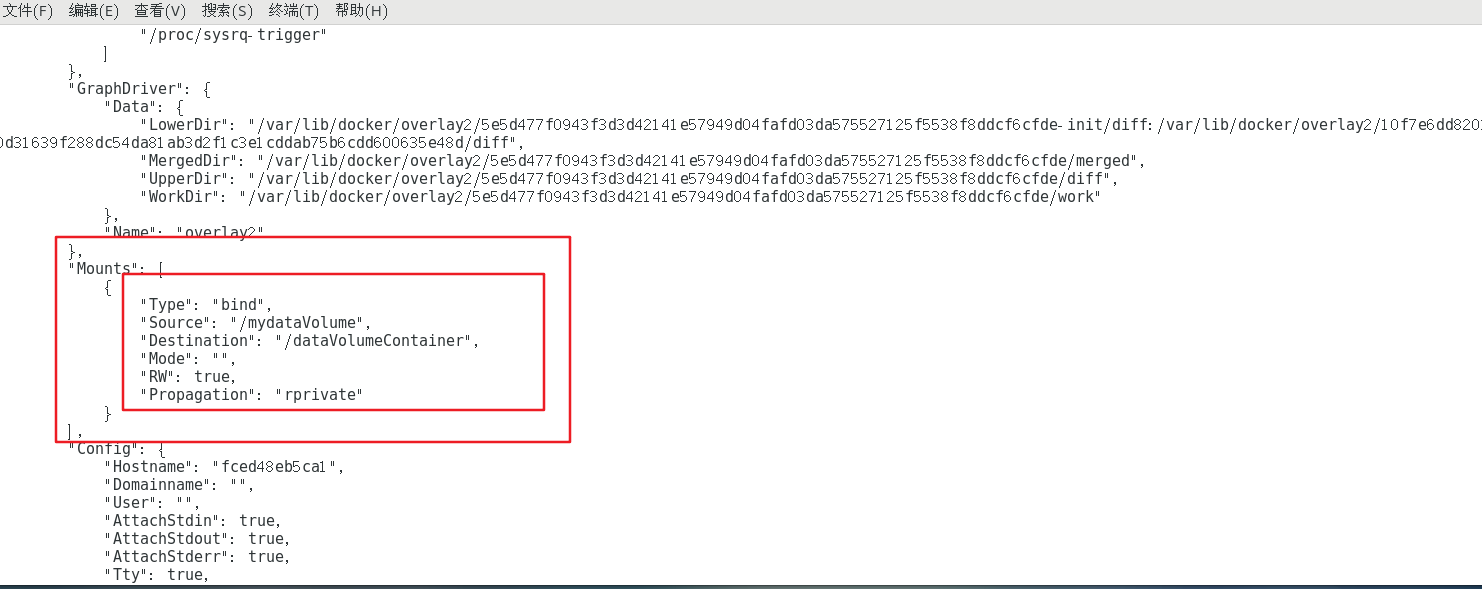 文件(F) 编辑(E) 查看(V) 搜索(S) 终端(T) 帮助(H)
"/proc/sysrq-trigger"
]
},
"GraphDriver": {
"Data": {
"LowerDir": "/var/lib/docker/overlay2/5e5d477f0943f3d3d42141e57949d04fafd03da575527125f5538f8ddcf6cfde-init/diff:/var/lib/docker/overlay2/10f7e6dd820
0d31639f288dc54da81ab3d2f1c3e1cddab75b6cdd600635e48d/diff",
"MergedDir": "/var/lib/docker/overlay2/5e5d477f0943f3d3d42141e57949d04fafd03da575527125f5538f8ddcf6cfde/merged",
"UpperDir": "/var/lib/docker/overlay2/5e5d477f0943f3d3d42141e57949d04fafd03da575527125f5538f8ddcf6cfde/diff",
"WorkDir": "/var/lib/docker/overlay2/5e5d477f0943f3d3d42141e57949d04fafd03da575527125f5538f8ddcf6cfde/work"
},
"Name": "overlay2"
},
"Mounts": [
{
"Type": "bind",
"Source": "/mydataVolume",
"Destination": "/dataVolumeContainer",
"Mode": "",
"RW": true,
"Propagation": "rprivate"
}
],
"Config": {
"Hostname": "fced48eb5ca1",
"Domainname": "",
"User": "",
"AttachStdin": true,
"AttachStdout": true,
"AttachStderr": true,
"Tty": true,